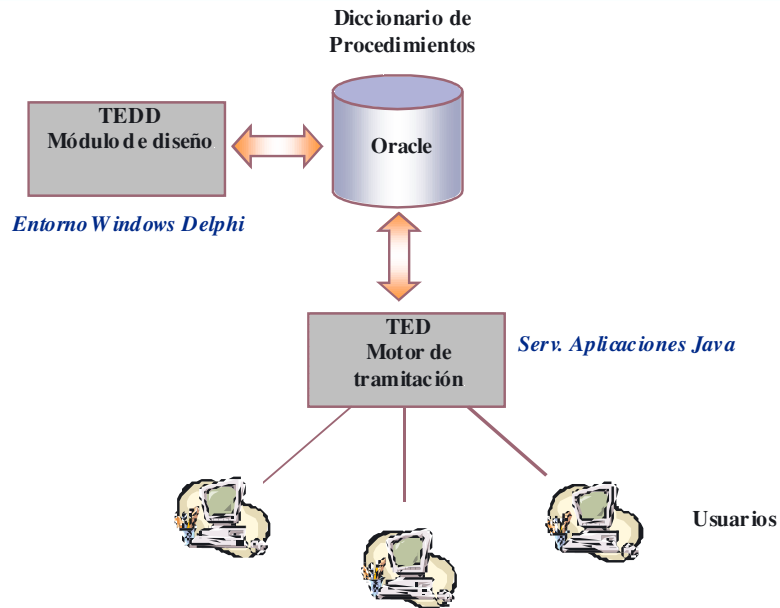 Diccionario de
Procedimientos
TEDD
Módulo de diseño
Oracle
Entorno Windows Delphi
TED
Motor de
tramitación
Serv. Aplicaciones Java
Usuarios